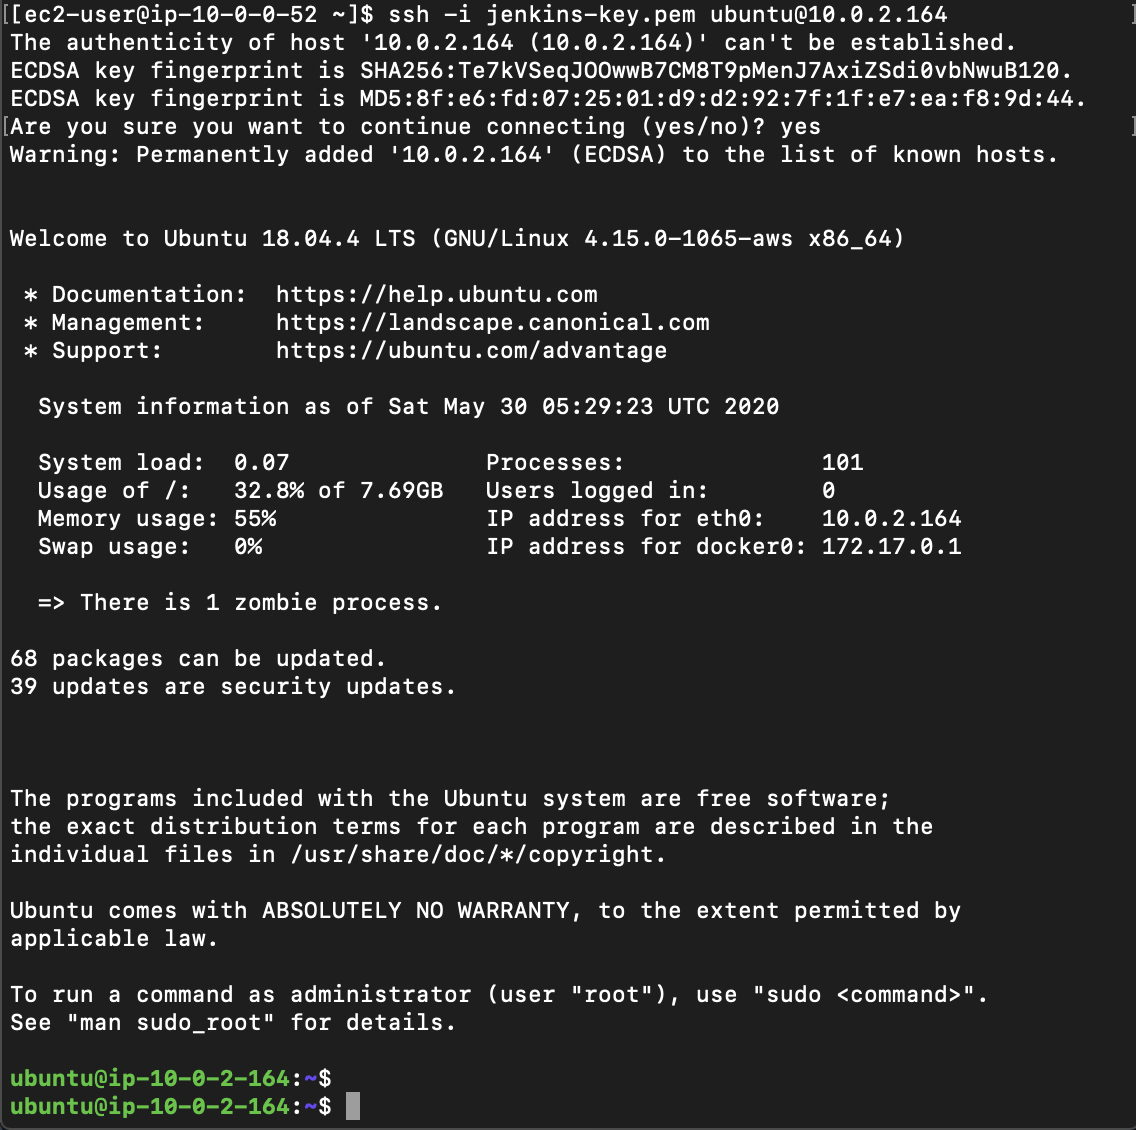 [[ec2-user@ip-10-0-0-52 ~]$ ssh -i jenkins-key.pem ubuntu@10.0.2.164 ]
The authenticity of host '10.0.2.164 (10.0.2.164)' can't be established.
ECDSA key fingerprint is SHA256:Te7kVSeqJOOwwB7CM8T9pMenJ7AxiZSdi0vbNwuB120.
ECDSA key fingerprint is MD5:8f:e6:fd:07:25:01:d9:d2:92:7f:1f:e7:ea:f8:9d:44.
[Are you sure you want to continue connecting (yes/no)? yes ]
Warning: Permanently added '10.0.2.164' (ECDSA) to the list of known hosts.
Welcome to Ubuntu 18.04.4 LTS (GNU/Linux 4.15.0-1065-aws x86_64)
* Documentation:  https://help.ubuntu.com
* Management:     https://landscape.canonical.com
* Support:        https://ubuntu.com/advantage
System information as of Sat May 30 05:29:23 UTC 2020
System load:  0.07              Processes:              101
Usage of /:   32.8% of 7.69GB   Users logged in:        0
Memory usage: 55%               IP address for eth0:    10.0.2.164
Swap usage:   0%                IP address for docker0: 172.17.0.1
=> There is 1 zombie process.
68 packages can be updated.
39 updates are security updates.
The programs included with the Ubuntu system are free software;
the exact distribution terms for each program are described in the
individual files in /usr/share/doc/*/copyright.
Ubuntu comes with ABSOLUTELY NO WARRANTY, to the extent permitted by
applicable law.
To run a command as administrator (user "root"), use "sudo <command>".
See "man sudo_root" for details.
ubuntu@ip-10-0-2-164:~$
ubuntu@ip-10-0-2-164:~$